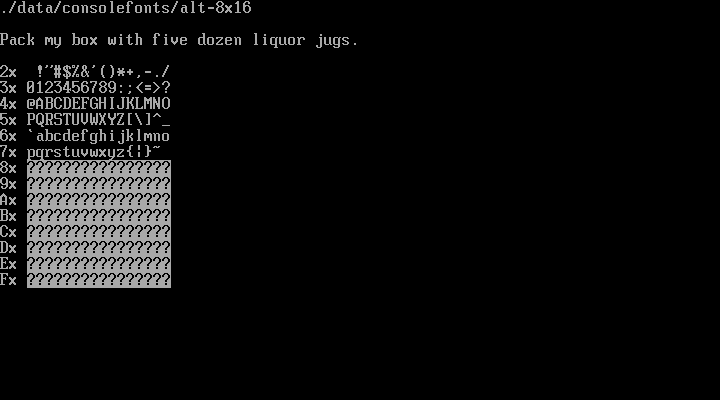 ./data/consolefonts/alt-8x16
Pack my box with five dozen liquor jugs.
2x  !"#$%&'()*+,-./
3x 0123456789:;<=>?
4x @ABCDEFGHIJKLMNO
5x PQRSTUVWXYZ[\]^_
6x `abcdefghijklmno
7x pqrstuvwxyz{¦}~
8x ????????????????
9x ????????????????
Ax ????????????????
Bx ????????????????
Cx ????????????????
Dx ????????????????
Ex ????????????????
Fx ????????????????